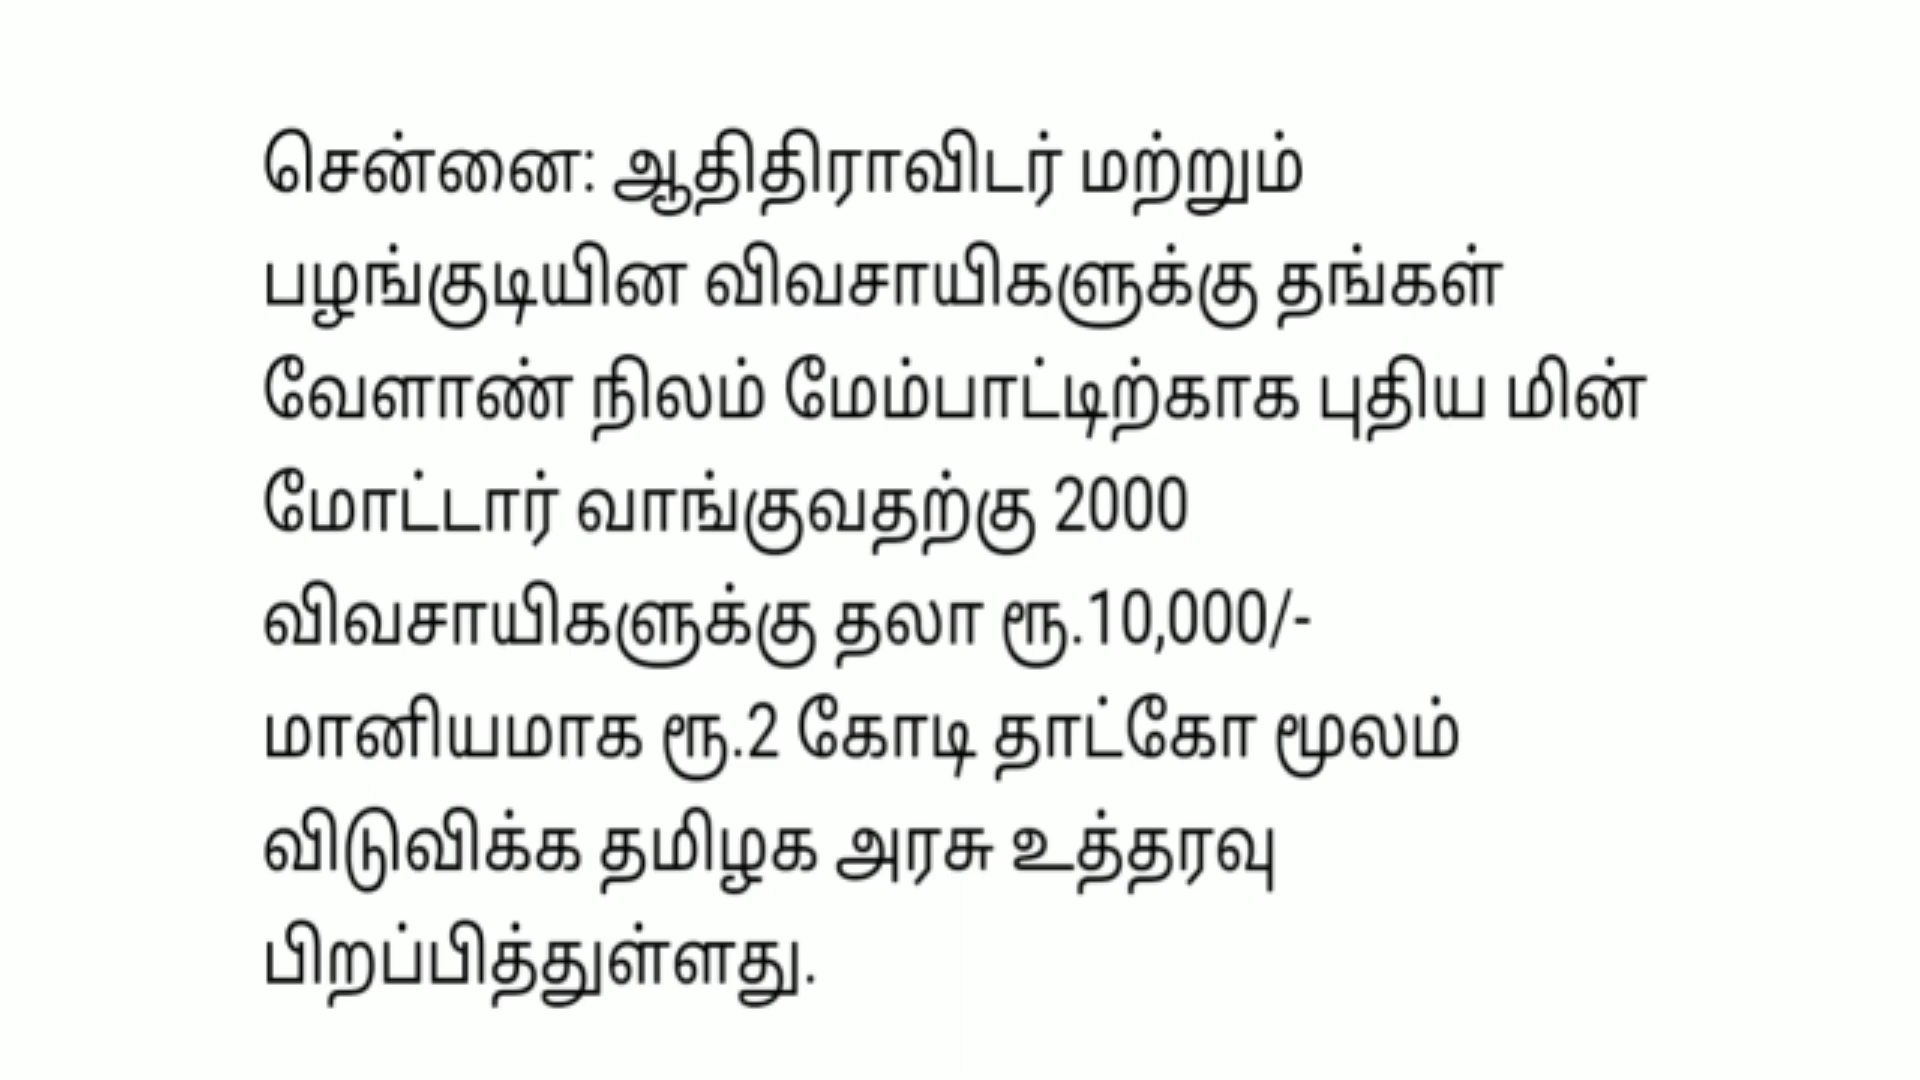 சென்னை: ஆதிதிராவிடர் மற்றும்
பழங்குடியின விவசாயிகளுக்கு தங்கள்
வேளாண் நிலம் மேம்பாட்டிற்காக புதிய மின்
மோட்டார் வாங்குவதற்கு 2000
விவசாயிகளுக்கு தலா ரூ.10,000/-
மானியமாக ரூ.2 கோடி தாட்கோ மூலம்
விடுவிக்க தமிழக அரசு உத்தரவு
பிறப்பித்துள்ளது.